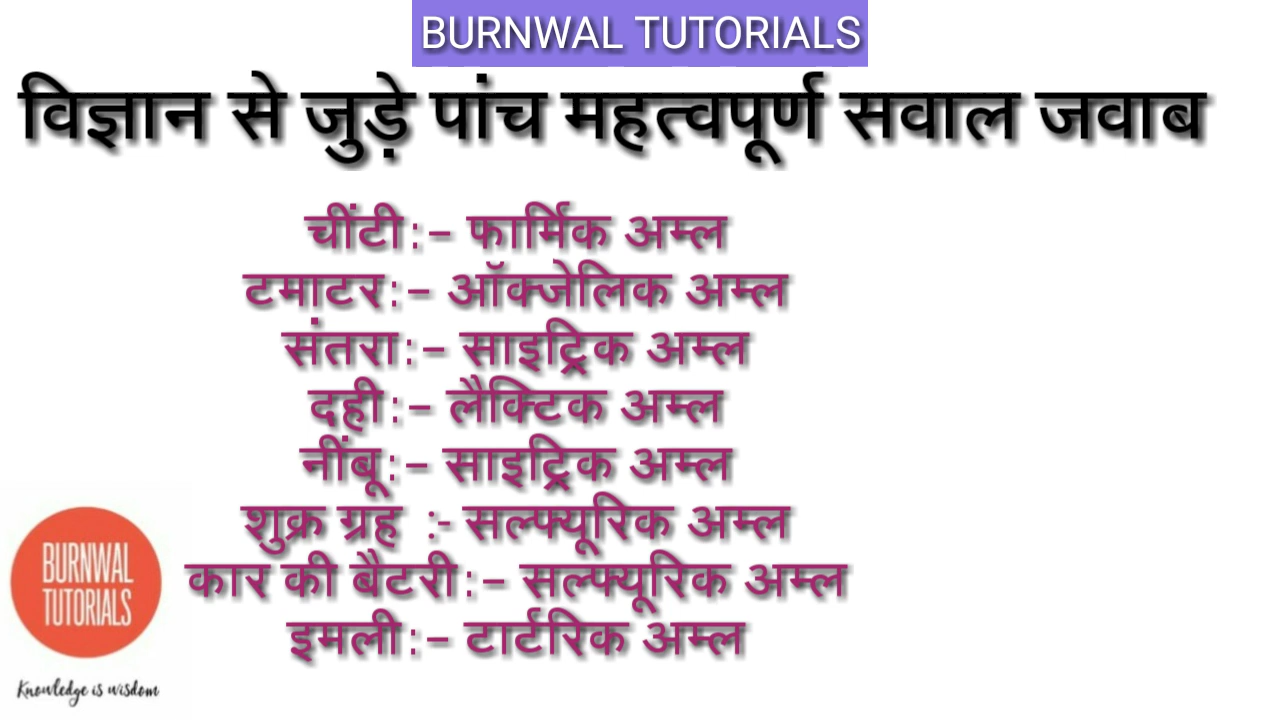 BURNWAL TUTORIALS
विज्ञान से जुड़े पांच महत्वपूर्ण सवाल जवाब
चींटी:– फार्मिक अम्ल
टमाटर:– ऑक्जेलिक अम्ल
संतरा:– साइट्रिक अम्ल
दही:– लैक्टिक अम्ल
नींबू:– साइट्रिक अम्ल
शुक्र ग्रह :- सल्फ्यूरिक अम्ल
कार की बैटरी:– सल्फ्यूरिक अम्ल
इमली:– टार्टरिक अम्ल
BURNWAL
TUTORIALS
Knowledge is wisdom